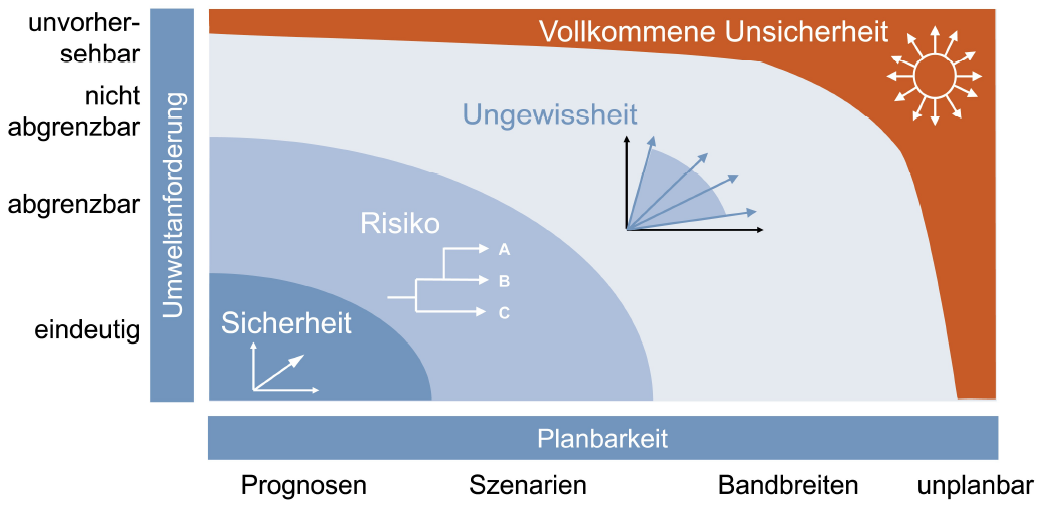 unvorher-
sehbar
nicht
abgrenzbar
abgrenzbar
eindeutig
Umweltanforderung
Vollkommene Unsicherheit
Ungewissheit
Risiko
A
B
C
Sicherheit
Planbarkeit
Prognosen
Szenarien
Bandbreiten
unplanbar